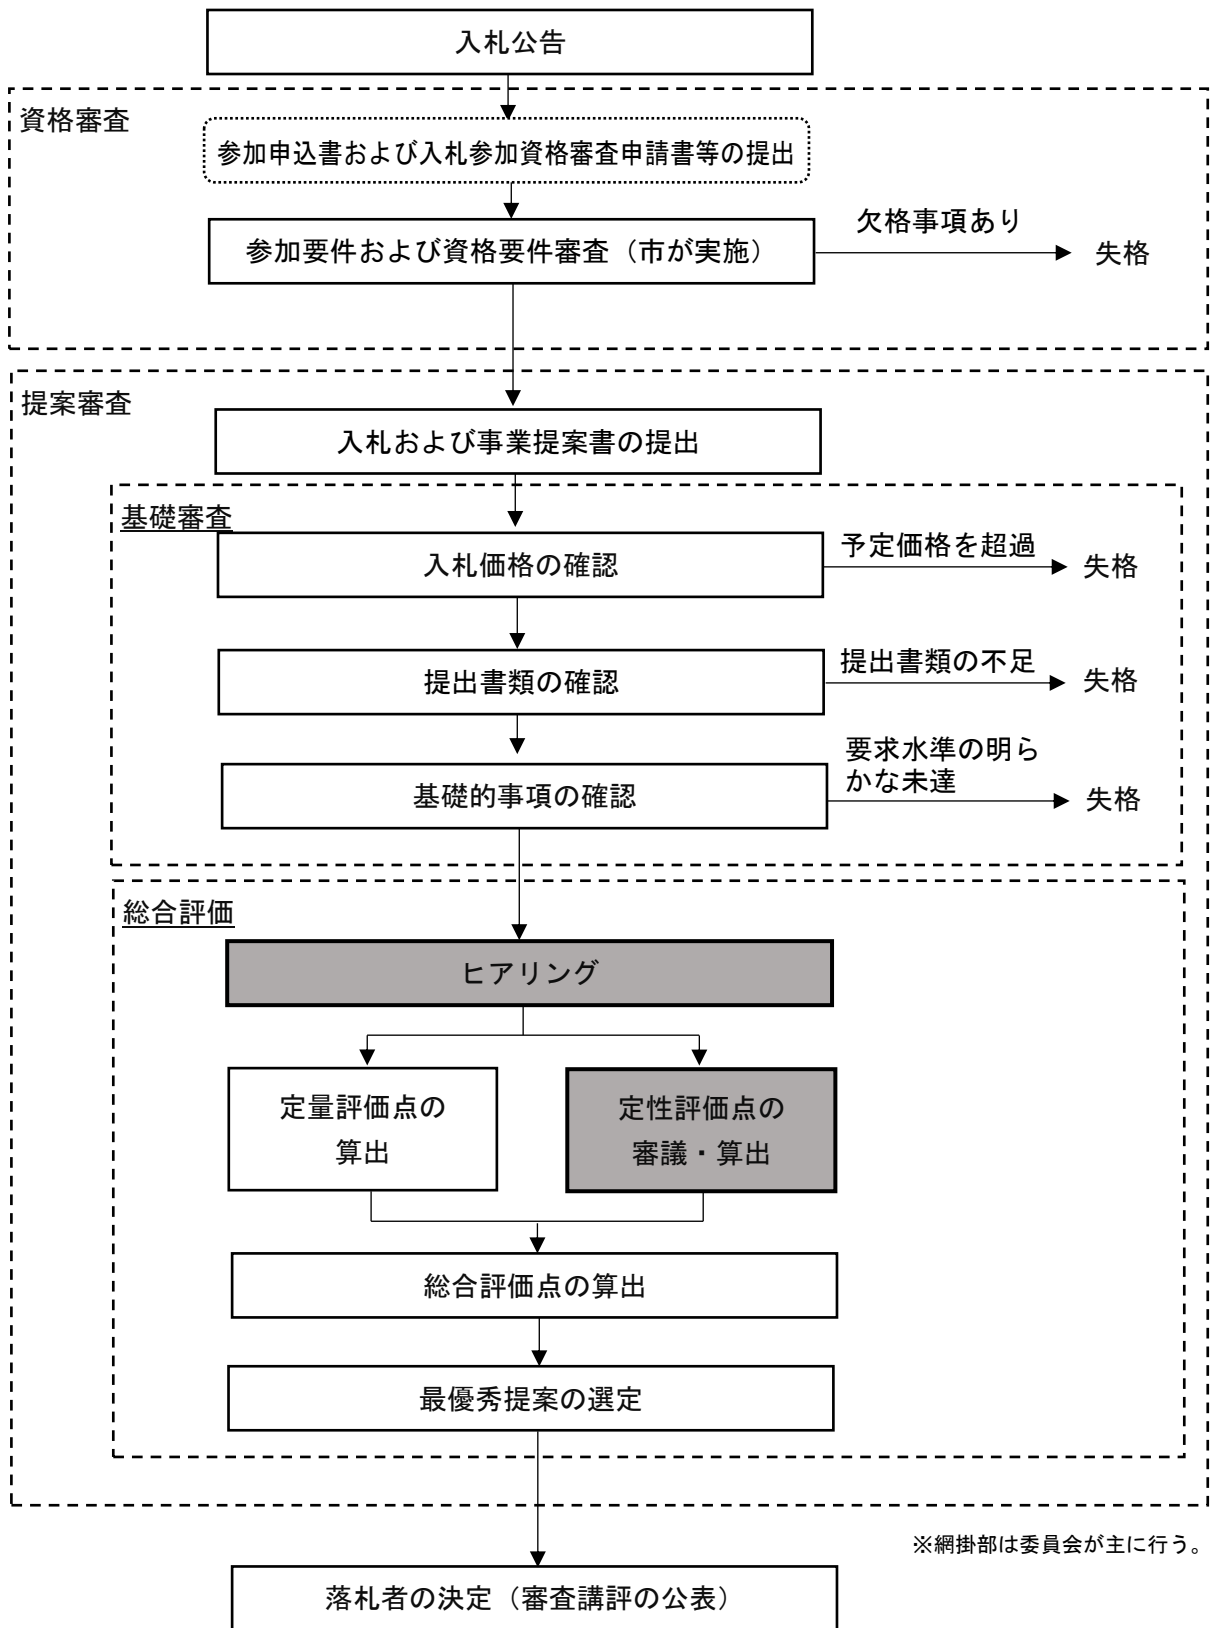 入札公告
資格審査
参加申込書および入札参加資格審査申請書等の提出
参加要件および資格要件審査（市が実施）
欠格事項あり
失格
提案審査
入札および事業提案書の提出
基礎審査
入札価格の確認
予定価格を超過
失格
提出書類の確認
提出書類の不足
失格
基礎的事項の確認
要求水準の明ら
かな未達
失格
総合評価
ヒアリング
定量評価点の
算出
定性評価点の
審議・算出
総合評価点の算出
最優秀提案の選定
※網掛部は委員会が主に行う。
落札者の決定（審査講評の公表）